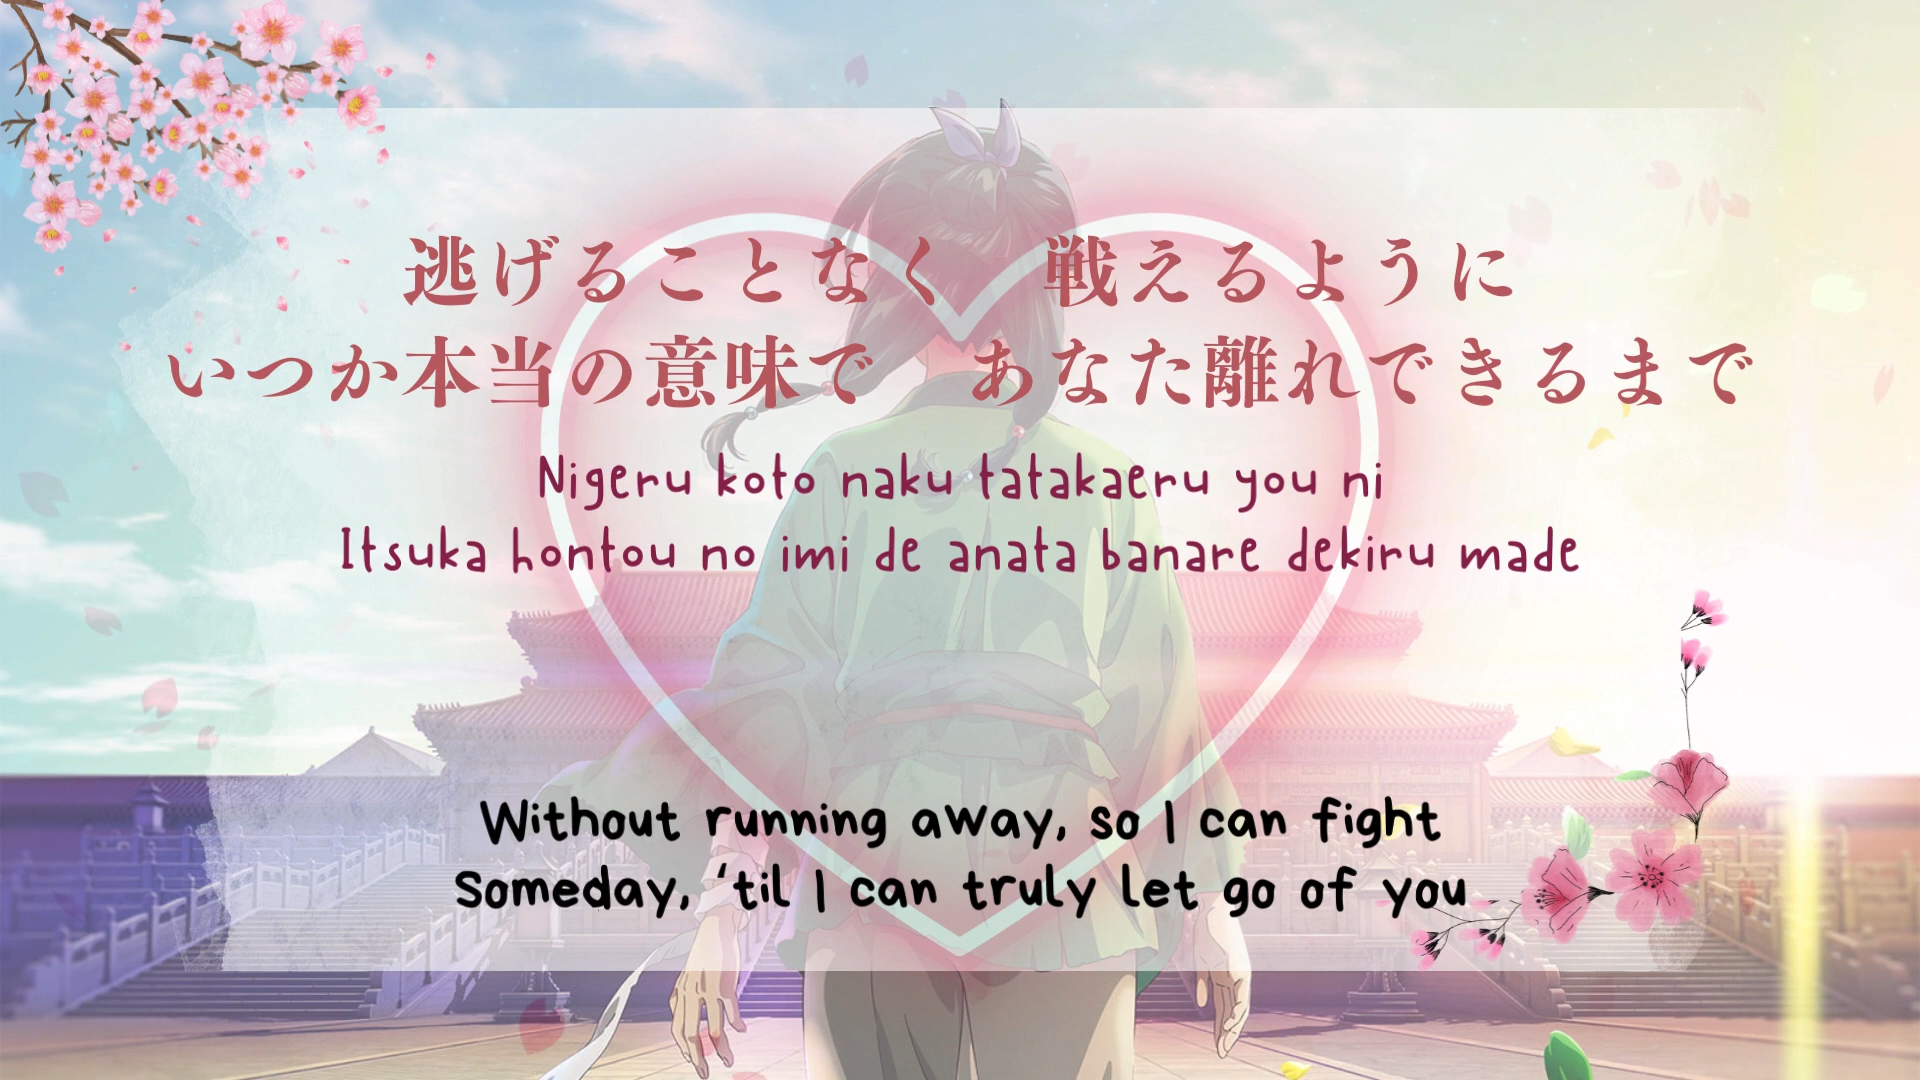 逃げることなく　戦えるように
いつか本当の意味で　あなた離れできるまで
Nigeru koto naku tatakaeru you ni
Itsuka hontou no imi de anata banare dekiru made
Without running away, so I can fight
Someday, ‘til I can truly let go of you